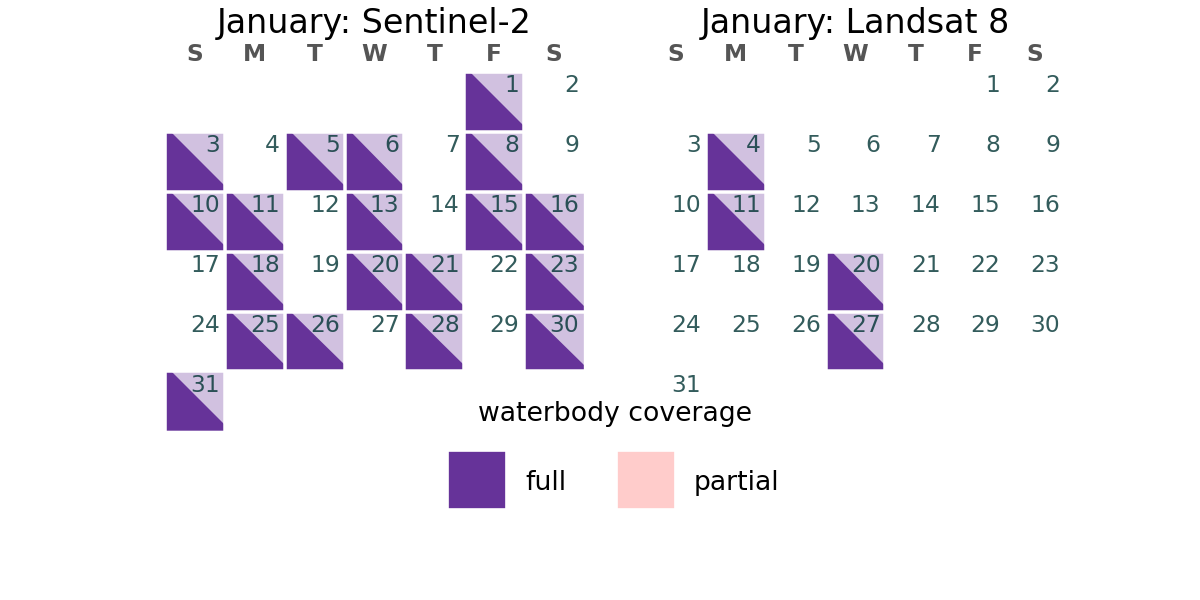 January: Sentinel-2
S M T W T F S
1 2
3 4 5 6 7 8 9
10 11 12 13 14 15 16
17 18 19 20 21 22 23
24 25 26 27 28 29 30
31
January: Landsat 8
S M T W T F S
1 2
3 4 5 6 7 8 9
10 11 12 13 14 15 16
17 18 19 20 21 22 23
24 25 26 27 28 29 30
31
waterbody coverage
full partial